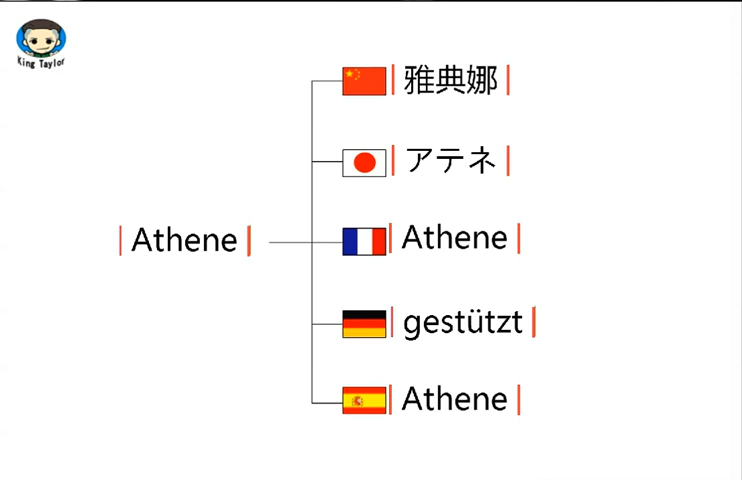 King Taylor
雅典娜
アテネ
Athene
Athene
gestützt
Athene